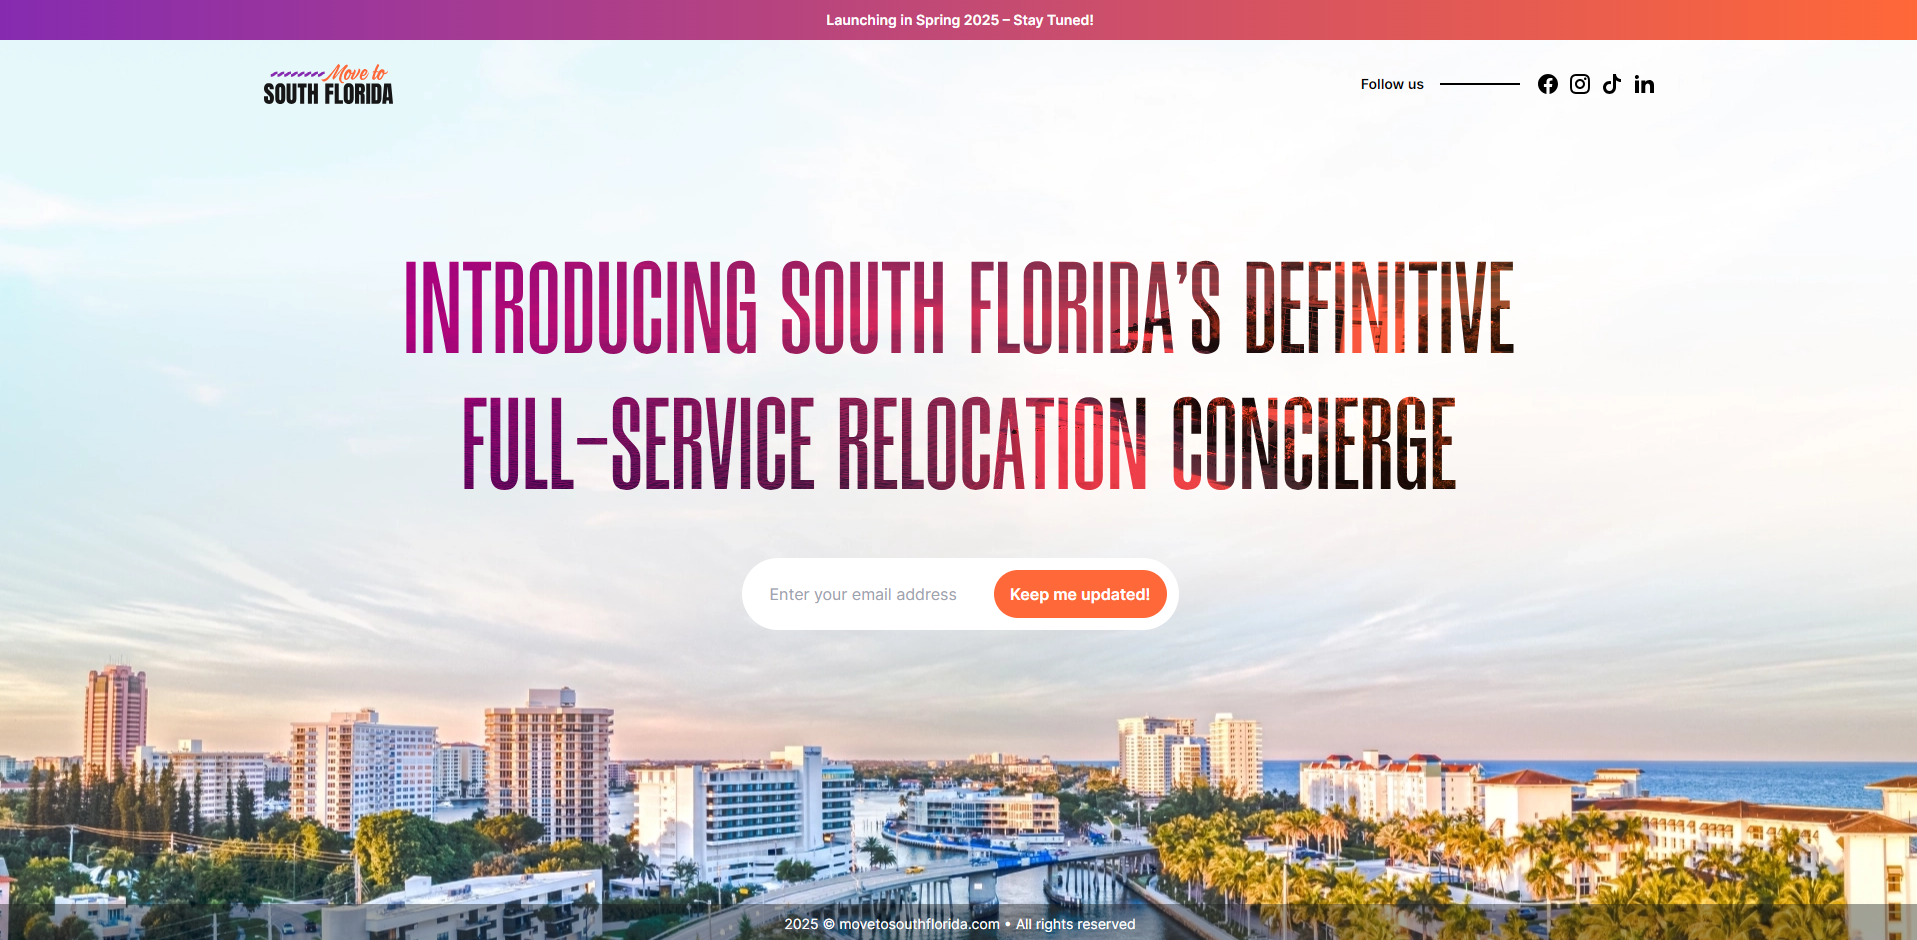 Launching in Spring 2025 – Stay Tuned!
Move to
SOUTH FLORIDA
Follow us
INTRODUCING SOUTH FLORIDA’S DEFINITIVE
FULL-SERVICE RELOCATION CONCIERGE
Enter your email address
Keep me updated!
2025 © movetosouthflorida.com • All rights reserved